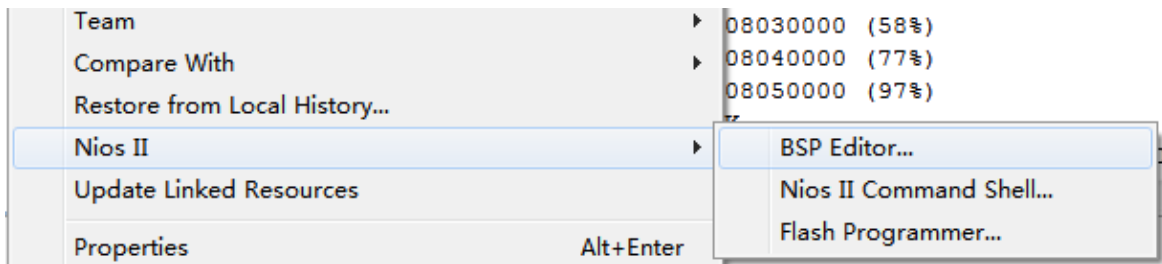 Team
Compare With
Restore from Local History...
Nios II
Update Linked Resources
Properties Alt+Enter
08030000 (58%)
08040000 (77%)
08050000 (97%)
BSP Editor...
Nios II Command Shell...
Flash Programmer...